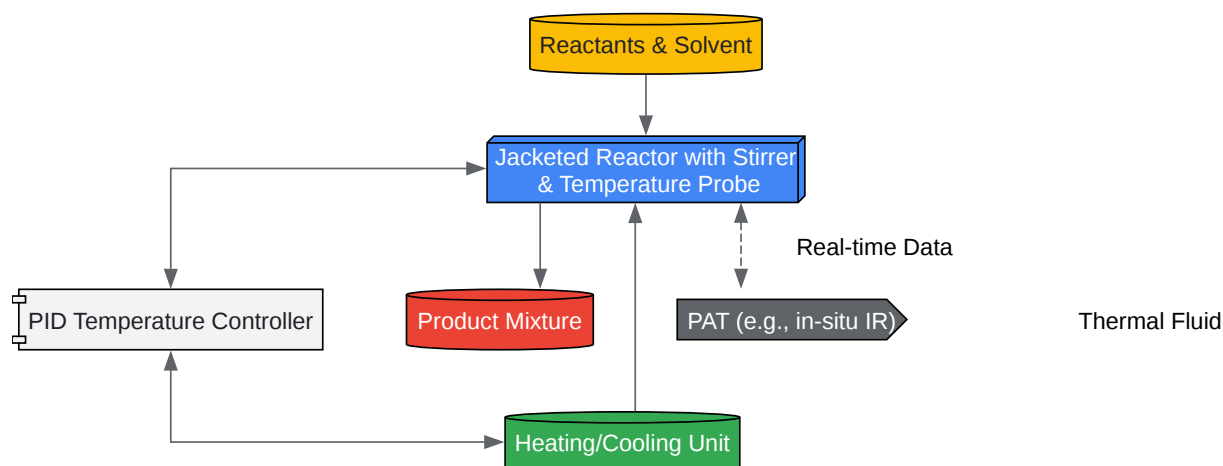 Reactants & Solvent
Jacketed Reactor with Stirrer
& Temperature Probe
Real-time Data
PID Temperature Controller
Product Mixture
PAT (e.g., in-situ IR)
Thermal Fluid
Heating/Cooling Unit